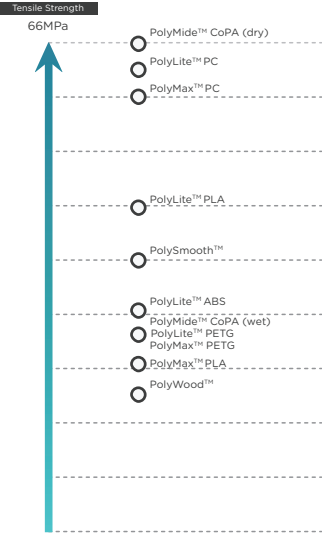 Tensile Strength
66MPa
PolyMide™ CoPA (dry)
PolyLite™ PC
PolyMax™ PC
PolyLite™ PLA
PolySmooth™
PolyLite™ ABS
PolyMide™ CoPA (wet)
PolyLite™ PETG
PolyMax™ PETG
PolyMax™ PLA
PolyWood™